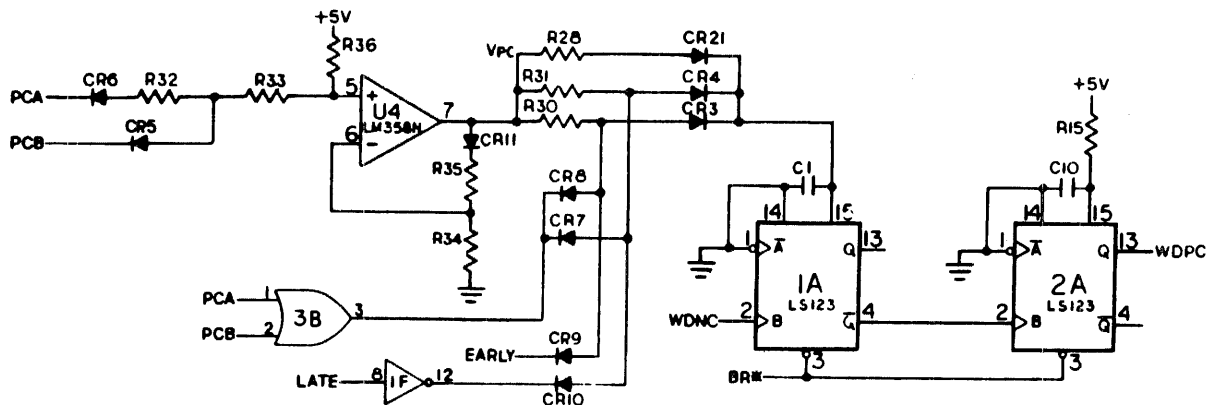 +5V
R36
PCA
CR6
R32
R33
PCB
CR5
5
+
U4
LM358N
6
−
7
VPC
R28
CR21
R31
CR4
R30
CR3
CR11
R35
R34
CR8
CR7
PCA
1
PCB
2
3B
3
EARLY
CR9
LATE
8
1F
12
CR10
C1
14
15
1
A
Q
13
1A
LS123
WDNC
2
B
Q
4
3
BR*
+5V
R15
C10
14
15
1
A
Q
13
WDPC
2A
LS123
2
B
Q
4
3